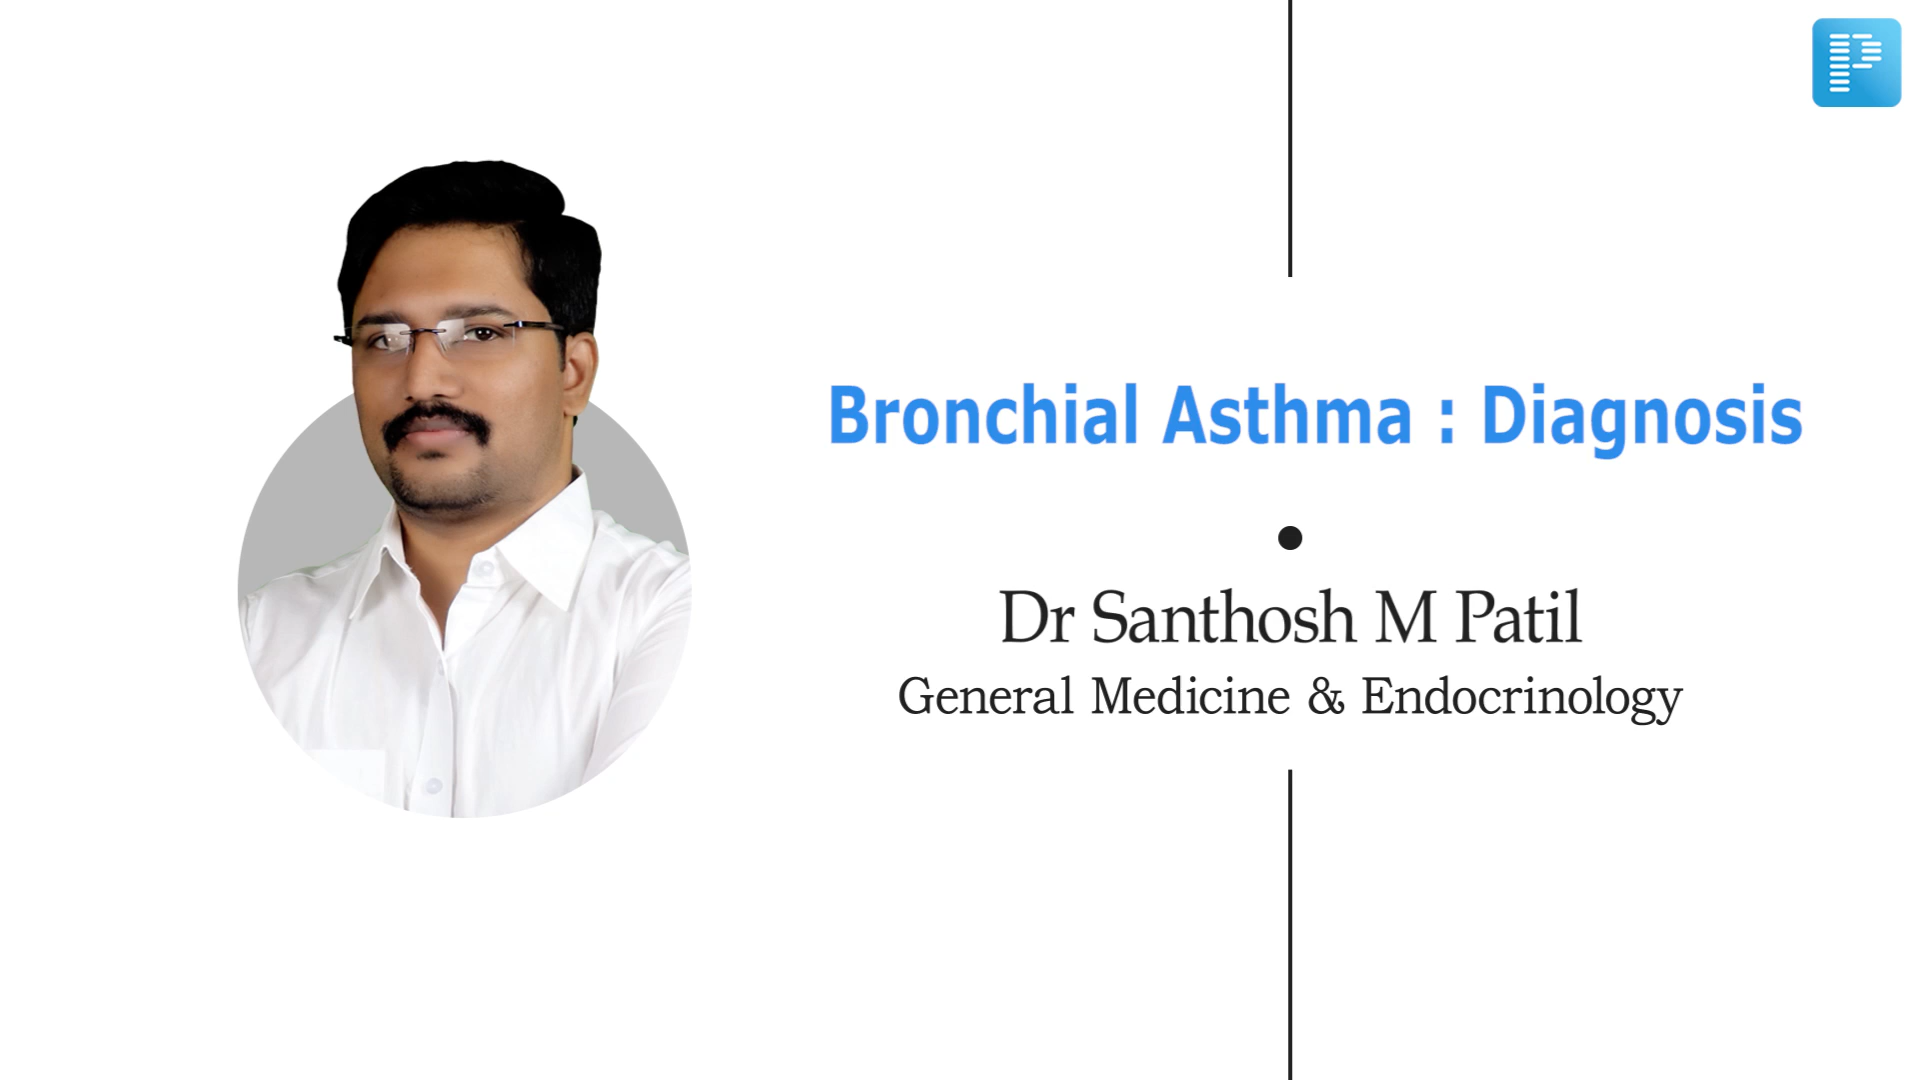 Bronchial Asthma : Diagnosis
Dr Santhosh M Patil
General Medicine & Endocrinology